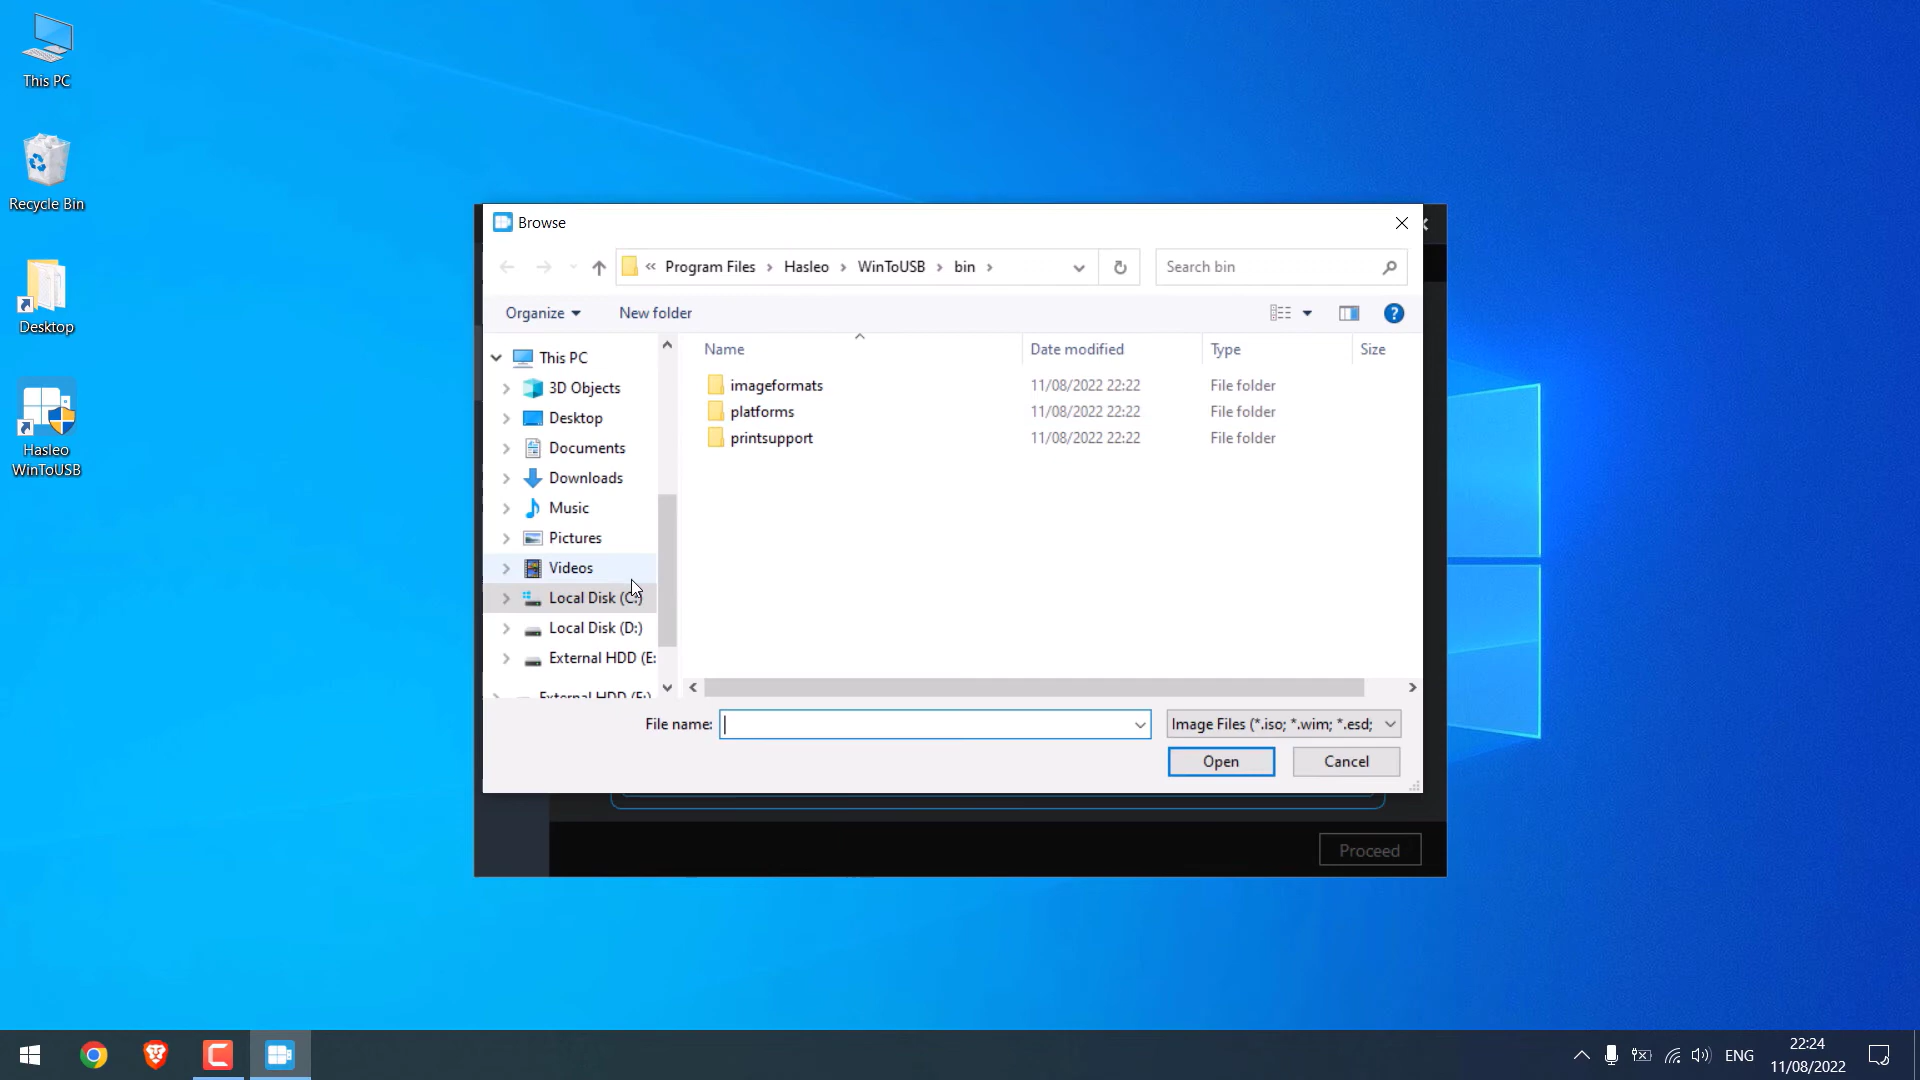 This PC
Recycle Bin
Desktop
Hasleo
WinToUSB
Browse
« Program Files › Hasleo › WinToUSB › bin ›
Search bin
Organize
New folder
This PC
3D Objects
Desktop
Documents
Downloads
Music
Pictures
Videos
Local Disk (C:)
Local Disk (D:)
External HDD (E:
External HDD (E:)
Name
Date modified
Type
Size
imageformats 11/08/2022 22:22 File folder
platforms 11/08/2022 22:22 File folder
printsupport 11/08/2022 22:22 File folder
File name:
Image Files (*.iso; *.wim; *.esd;
Open
Cancel
Proceed
ENG
22:24
11/08/2022